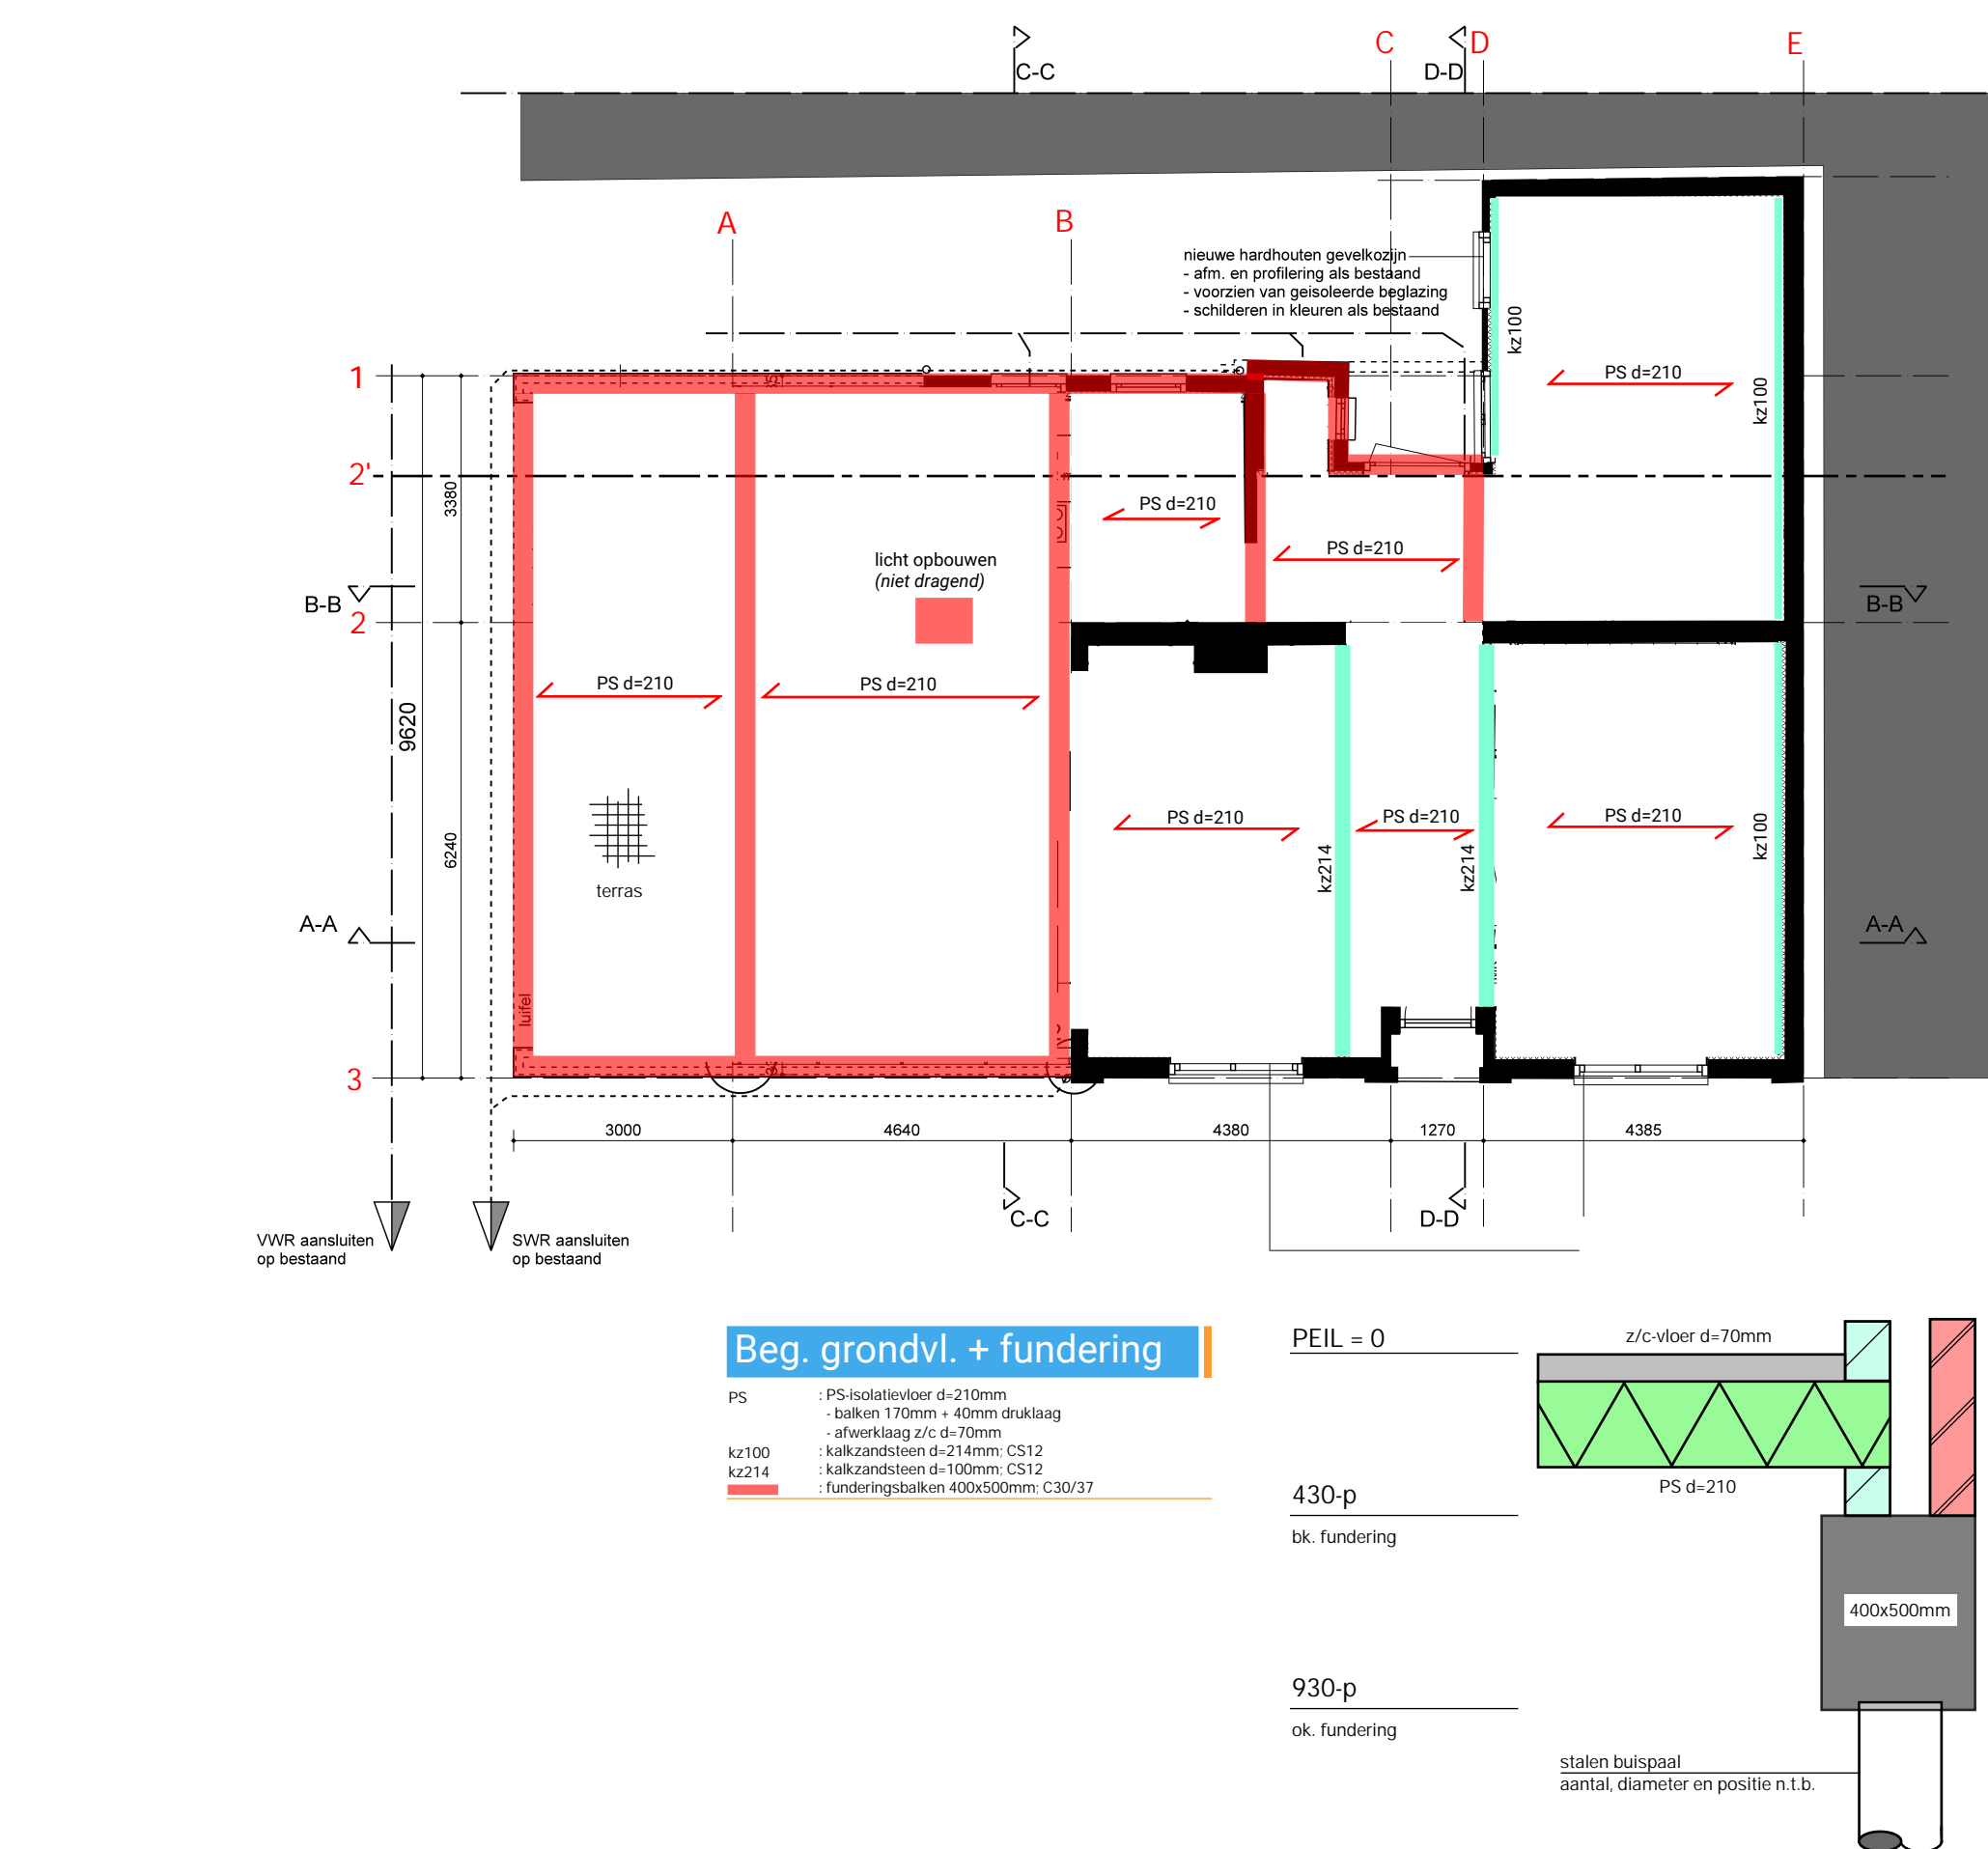 C
D
E
C-C
D-D
A
B
nieuwe hardhouten gevelkozijn
- afm. en profilering als bestaand
- voorzien van geisoleerde beglazing
- schilderen in kleuren als bestaand
kz100
PS d=210
kz100
1
2'
3380
PS d=210
PS d=210
licht opbouwen
(niet dragend)
B-B
2
B-B
PS d=210
PS d=210
9620
6240
PS d=210
PS d=210
PS d=210
kz214
kz214
kz100
terras
A-A
A-A
luifel
3
3000
4640
4380
1270
4385
C-C
D-D
VWR aansluiten
op bestaand
SWR aansluiten
op bestaand
Beg. grondvl. + fundering
PS : PS-isolatievloer d=210mm
- balken 170mm + 40mm druklaag
- afwerklaag z/c d=70mm
kz100 : kalkzandsteen d=214mm; CS12
kz214 : kalkzandsteen d=100mm; CS12
: funderingsbalken 400x500mm; C30/37
PEIL = 0
z/c-vloer d=70mm
PS d=210
430-p
bk. fundering
400x500mm
930-p
ok. fundering
stalen buispaal
aantal, diameter en positie n.t.b.